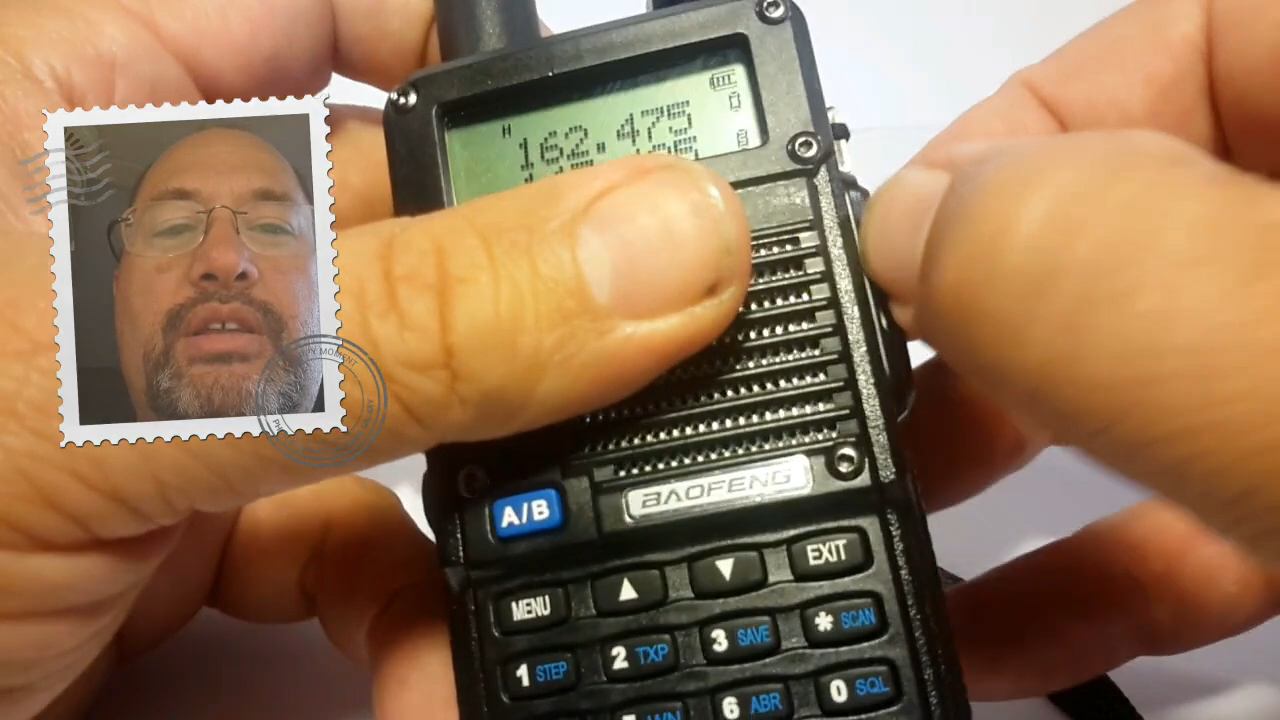 H
162.475
BAOFENG
A/B
MENU ▲ ▼ EXIT
1 STEP 2 TXP 3 SAVE * SCAN
6 ABR 0 SQL